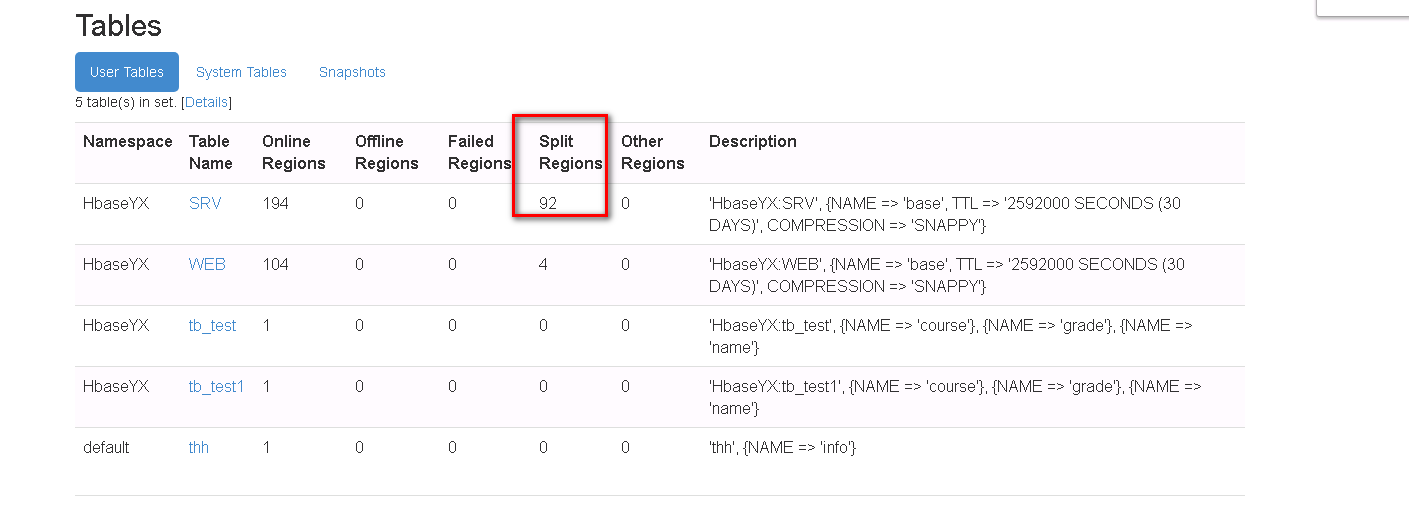 Tables
User Tables System Tables Snapshots
5 table(s) in set. [Details]
Namespace Table Name Online Regions Offline Regions Failed Regions Split Regions Other Regions Description
HbaseYX SRV 194 0 0 92 0 'HbaseYX:SRV', {NAME => 'base', TTL => '2592000 SECONDS (30
DAYS)', COMPRESSION => 'SNAPPY'}
HbaseYX WEB 104 0 0 4 0 'HbaseYX:WEB', {NAME => 'base', TTL => '2592000 SECONDS (30
DAYS)', COMPRESSION => 'SNAPPY'}
HbaseYX tb_test 1 0 0 0 0 'HbaseYX:tb_test', {NAME => 'course'}, {NAME => 'grade'}, {NAME =>
'name'}
HbaseYX tb_test1 1 0 0 0 0 'HbaseYX:tb_test1', {NAME => 'course'}, {NAME => 'grade'}, {NAME =>
'name'}
default thh 1 0 0 0 0 'thh', {NAME => 'info'}